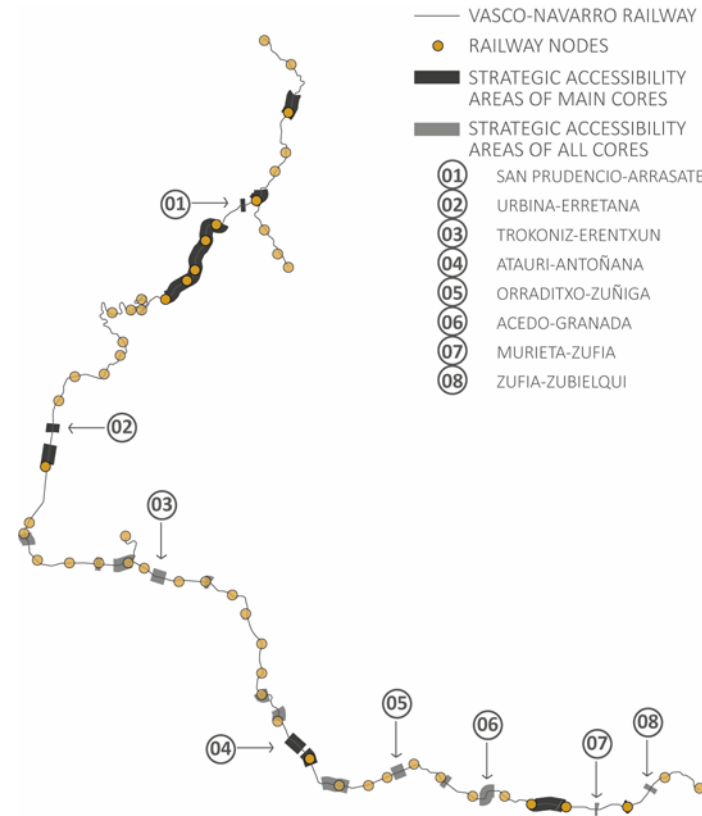 VASCO-NAVARRO RAILWAY
RAILWAY NODES
STRATEGIC ACCESSIBILITY
AREAS OF MAIN CORES
STRATEGIC ACCESSIBILITY
AREAS OF ALL CORES
01 SAN PRUDENCIO-ARRASATE
02 URBINA-ERRETANA
03 TROKONIZ-ERENTXUN
04 ATAURI-ANTOÑANA
05 ORRADITXO-ZUÑIGA
06 ACEDO-GRANADA
07 MURIETA-ZUFIA
08 ZUFIA-ZUBIELQUI
01
02
03
04
05
06
07
08